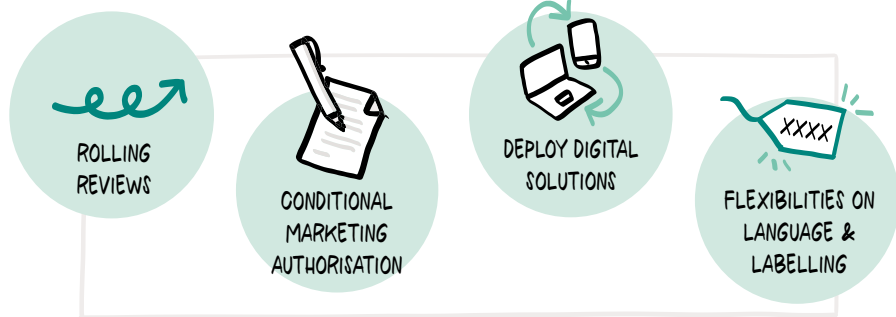 ROLLING
REVIEWS
CONDITIONAL
MARKETING
AUTHORISATION
DEPLOY DIGITAL
SOLUTIONS
XXXX
FLEXIBILITIES ON
LANGUAGE &
LABELLING